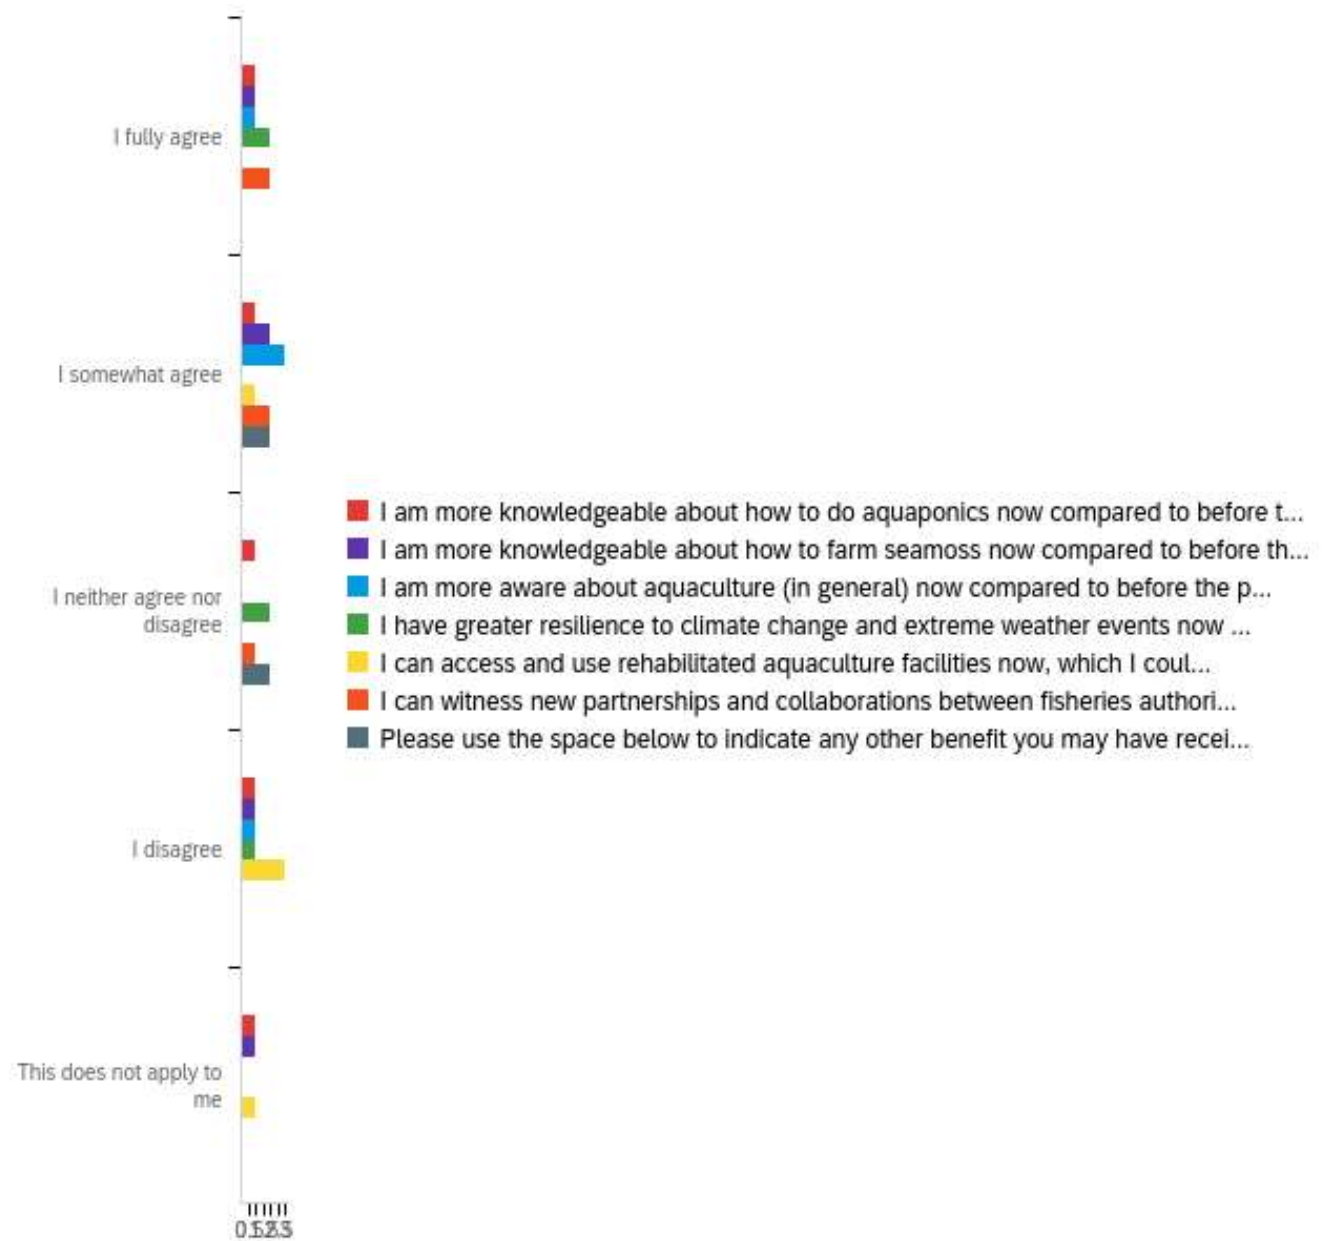 I fully agree
I somewhat agree
I neither agree nor
disagree
I disagree
This does not apply to
me
I am more knowledgeable about how to do aquaponics now compared to before t...
I am more knowledgeable about how to farm seamoss now compared to before th...
I am more aware about aquaculture (in general) now compared to before the p...
I have greater resilience to climate change and extreme weather events now ...
I can access and use rehabilitated aquaculture facilities now, which I coul...
I can witness new partnerships and collaborations between fisheries authori...
Please use the space below to indicate any other benefit you may have recei...